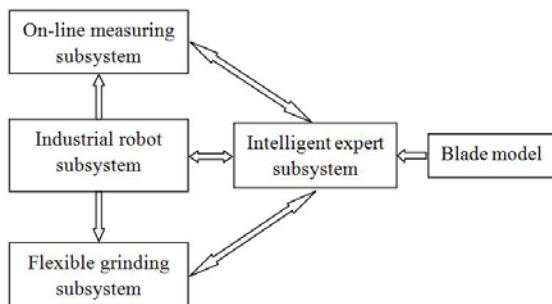 On-line measuring
subsystem
Industrial robot
subsystem
Intelligent expert
subsystem
Blade model
Flexible grinding
subsystem